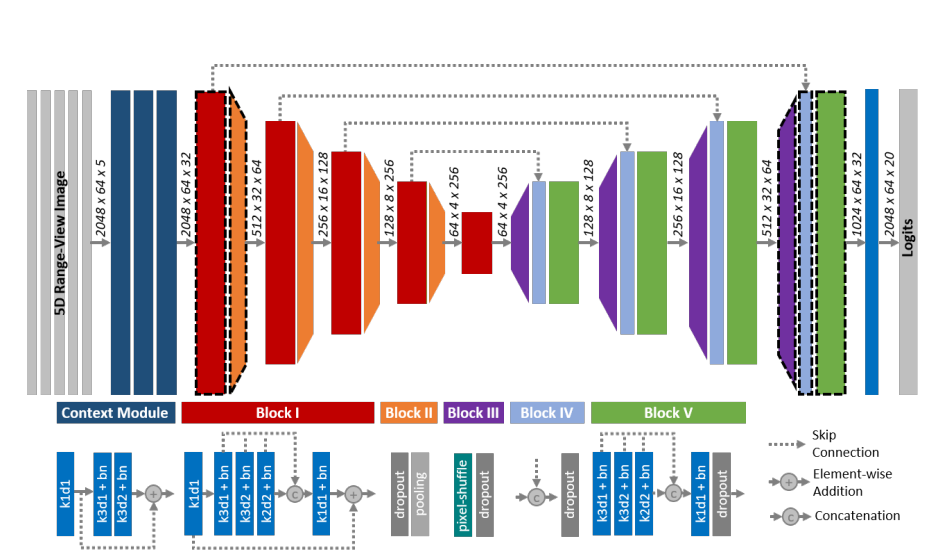 5D Range-View Image
2048 x 64 x 5
2048 x 64 x 32
512 x 32 x 64
256 x 16 x 128
128 x 8 x 256
64 x 4 x 256
64 x 4 x 256
128 x 8 x 128
256 x 16 x 128
512 x 32 x 64
1024 x 64 x 32
2048 x 64 x 20
Logits
Context Module
Block I
Block II
Block III
Block IV
Block V
k1d1
k3d1 + bn
k3d2 + bn
+
k1d1
k3d1 + bn
k3d2 + bn
k2d2 + bn
C
k1d1 + bn
+
dropout
pooling
pixel-shuffle
dropout
C
dropout
k3d1 + bn
k3d2 + bn
k2d2 + bn
C
k1d1 + bn
dropout
Skip
Connection
+
Element-wise
Addition
C
Concatenation